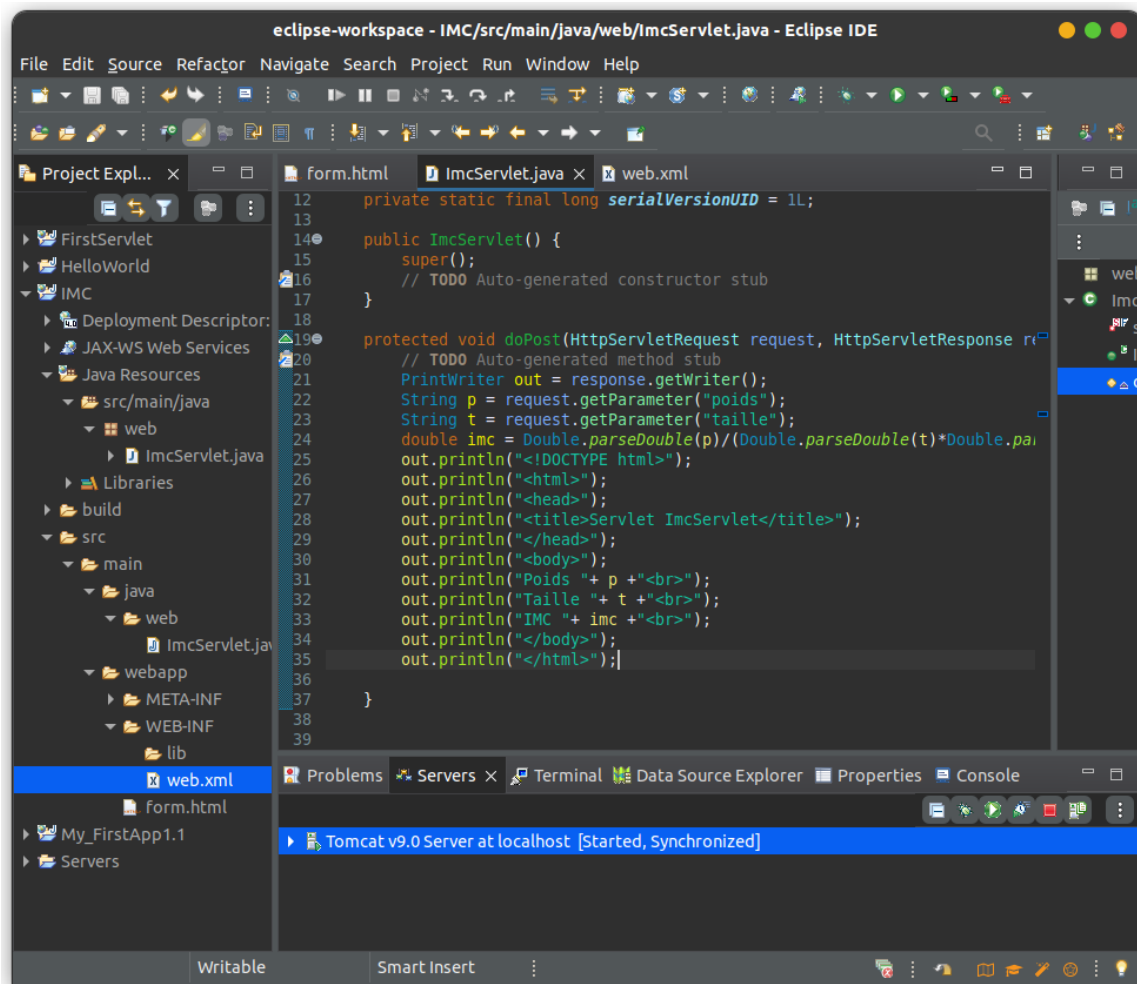 eclipse-workspace - IMC/src/main/java/web/ImcServlet.java - Eclipse IDE
File Edit Source Refactor Navigate Search Project Run Window Help
Project Expl...
form.html ImcServlet.java web.xml
FirstServlet
HelloWorld
IMC
Deployment Descriptor:
JAX-WS Web Services
Java Resources
src/main/java
web
ImcServlet.java
Libraries
build
src
main
java
web
ImcServlet.jav
webapp
META-INF
WEB-INF
lib
web.xml
form.html
My_FirstApp1.1
Servers
12 private static final long serialVersionUID = 1L;
13
14 public ImcServlet() {
15 super();
16 // TODO Auto-generated constructor stub
17 }
18
19 protected void doPost(HttpServletRequest request, HttpServletResponse re
20 // TODO Auto-generated method stub
21 PrintWriter out = response.getWriter();
22 String p = request.getParameter("poids");
23 String t = request.getParameter("taille");
24 double imc = Double.parseDouble(p)/(Double.parseDouble(t)*Double.par
25 out.println("<!DOCTYPE html>");
26 out.println("<html>");
27 out.println("<head>");
28 out.println("<title>Servlet ImcServlet</title>");
29 out.println("</head>");
30 out.println("<body>");
31 out.println("Poids "+ p +"<br>");
32 out.println("Taille "+ t +"<br>");
33 out.println("IMC "+ imc +"<br>");
34 out.println("</body>");
35 out.println("</html>");
36
37 }
38
39
web
Imc
Problems Servers Terminal Data Source Explorer Properties Console
Tomcat v9.0 Server at localhost [Started, Synchronized]
Writable Smart Insert